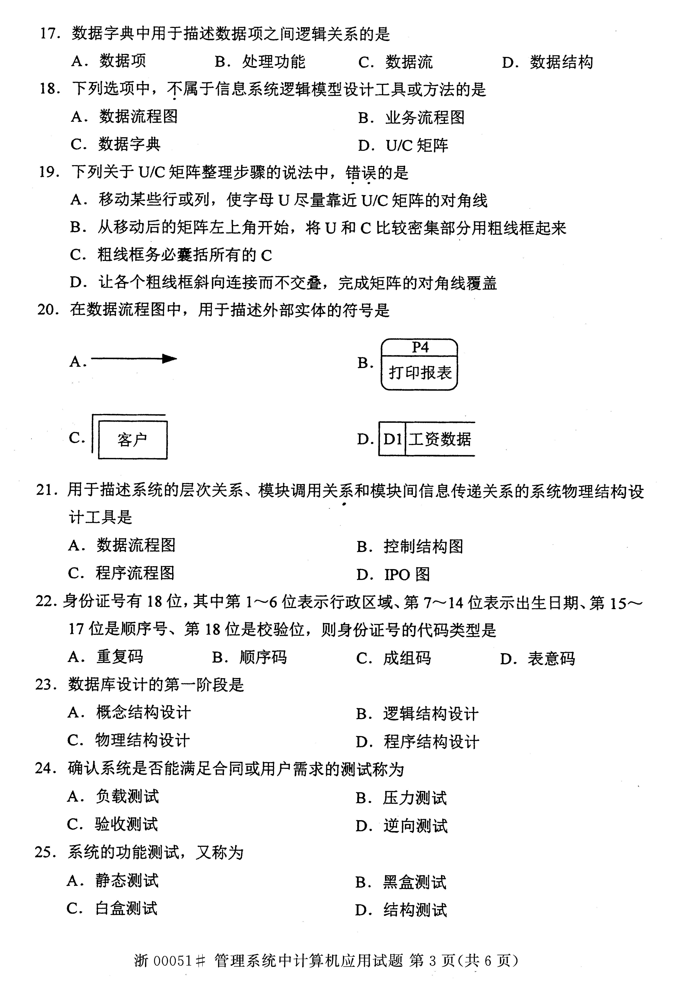 17. 数据字典中用于描述数据项之间逻辑关系的是
A. 数据项 B. 处理功能 C. 数据流 D. 数据结构
18. 下列选项中，不属于信息系统逻辑模型设计工具或方法的是
A. 数据流程图 B. 业务流程图
C. 数据字典 D. U/C 矩阵
19. 下列关于 U/C 矩阵整理步骤的说法中，错误的是
A. 移动某些行或列，使字母 U 尽量靠近 U/C 矩阵的对角线
B. 从移动后的矩阵左上角开始，将 U 和 C 比较密集部分用粗线框起来
C. 粗线框务必囊括所有的 C
D. 让各个粗线框斜向连接而不交叠，完成矩阵的对角线覆盖
20. 在数据流程图中，用于描述外部实体的符号是
A.
B. P4
打印报表
C. 客户
D. D1 工资数据
21. 用于描述系统的层次关系、模块调用关系和模块间信息传递关系的系统物理结构设
计工具是
A. 数据流程图 B. 控制结构图
C. 程序流程图 D. IPO 图
22. 身份证号有 18 位，其中第 1～6 位表示行政区域、第 7～14 位表示出生日期、第 15～
17 位是顺序号、第 18 位是校验位，则身份证号的代码类型是
A. 重复码 B. 顺序码 C. 成组码 D. 表意码
23. 数据库设计的第一阶段是
A. 概念结构设计 B. 逻辑结构设计
C. 物理结构设计 D. 程序结构设计
24. 确认系统是否能满足合同或用户需求的测试称为
A. 负载测试 B. 压力测试
C. 验收测试 D. 逆向测试
25. 系统的功能测试，又称为
A. 静态测试 B. 黑盒测试
C. 白盒测试 D. 结构测试
浙 00051＃ 管理系统中计算机应用试题 第 3 页(共 6 页)